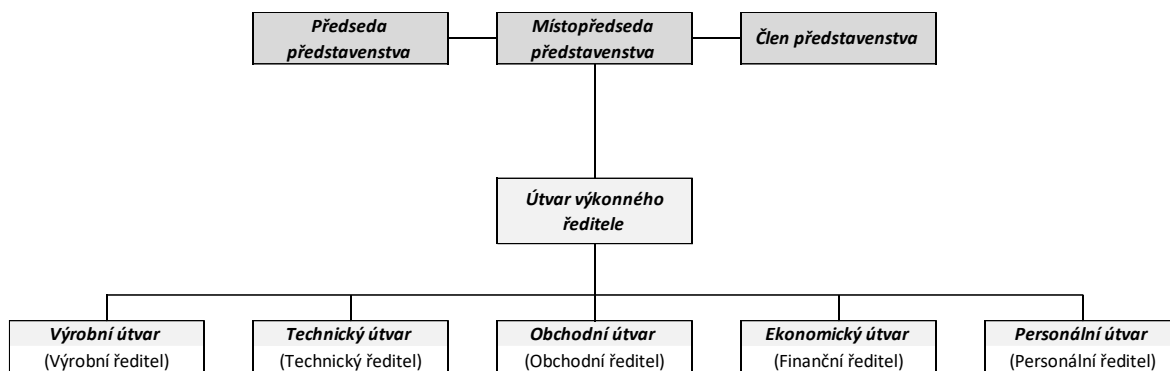 Předseda
představenstva
Místopředseda
představenstva
Člen představenstva
Útvar výkonného
ředitele
Výrobní útvar
(Výrobní ředitel)
Technický útvar
(Technický ředitel)
Obchodní útvar
(Obchodní ředitel)
Ekonomický útvar
(Finanční ředitel)
Personální útvar
(Personální ředitel)